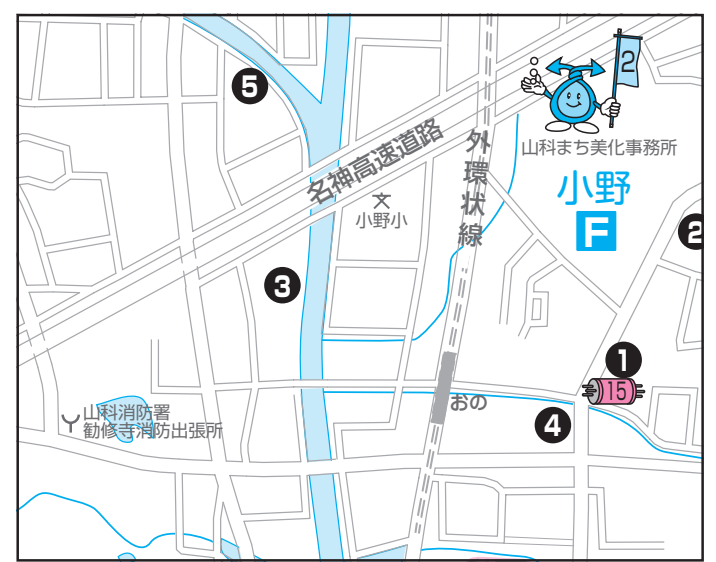 5
2
名神高速道路
外環状線
山科まち美化事務所
小野
F
文
小野小
2
3
1
15
おの
4
山科消防署
勧修寺消防出張所